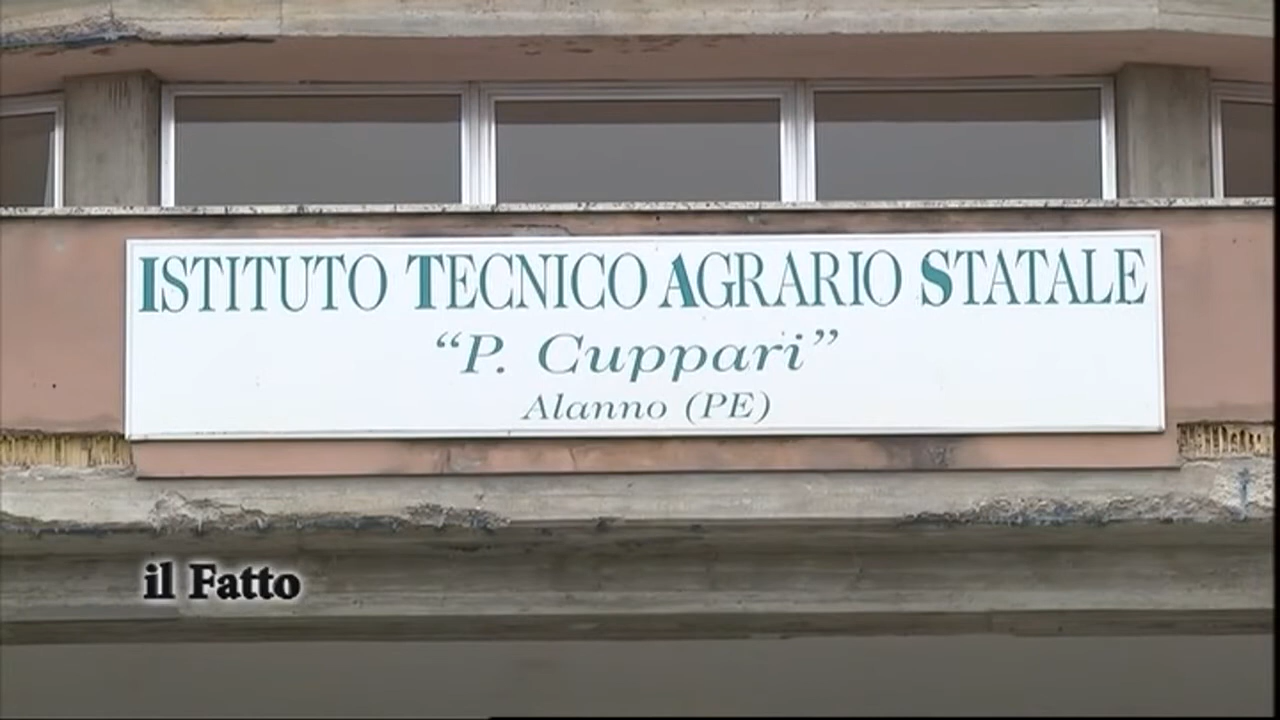 ISTITUTO TECNICO AGRARIO STATALE
“P. Cuppari”
Alanno (PE)
il Fatto